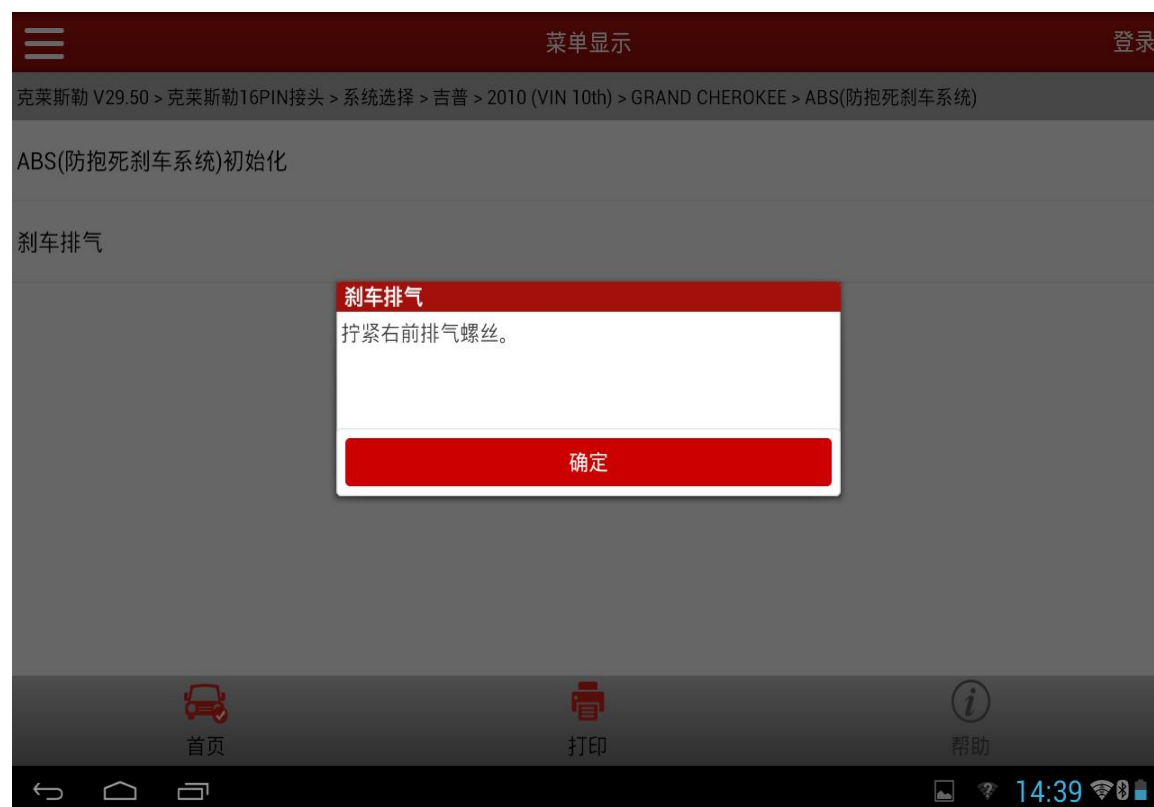 菜单显示
登录
克莱斯勒 V29.50 > 克莱斯勒16PIN接头 > 系统选择 > 吉普 > 2010 (VIN 10th) > GRAND CHEROKEE > ABS(防抱死刹车系统)
ABS(防抱死刹车系统)初始化
刹车排气
刹车排气
拧紧右前排气螺丝。
确定
首页
打印
帮助
14:39